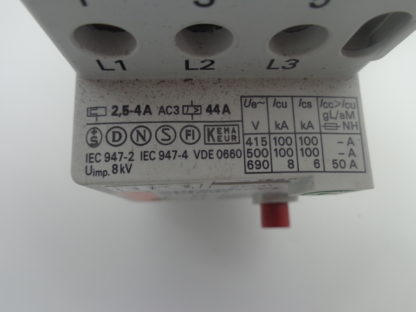 L1 L2 L3
2,5-4A AC3 44A
D N S FI KEMA KEUR
IEC 947-2 IEC 947-4 VDE 0660
Uimp. 8kV
Ue~ Icu Ics Icc>Icu
gL/aM
V kA kA NH
415 100 100 – A
500 100 100 – A
690 8 6 50 A